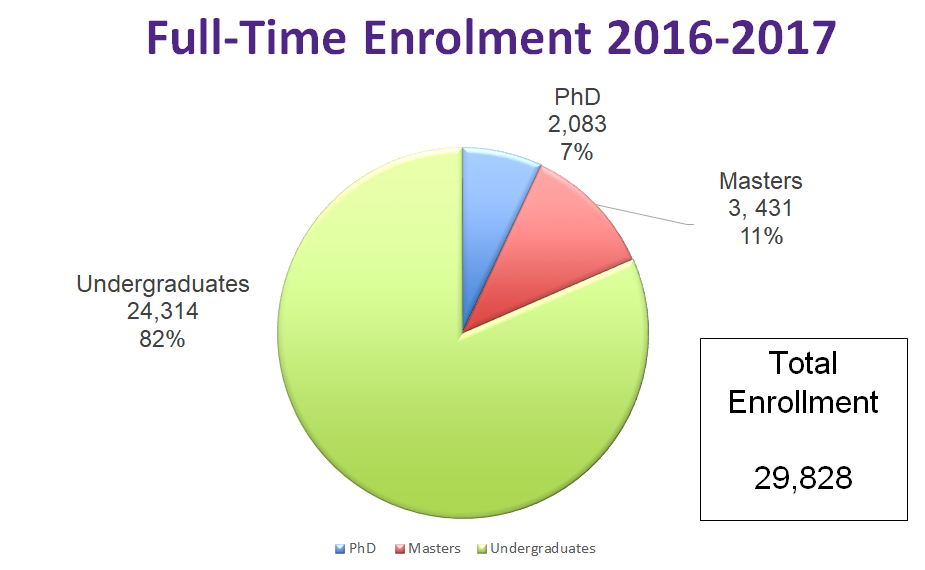 Full-Time Enrolment 2016-2017
PhD
2,083
7%
Masters
3, 431
11%
Undergraduates
24,314
82%
Total
Enrollment
29,828
PhD Masters Undergraduates